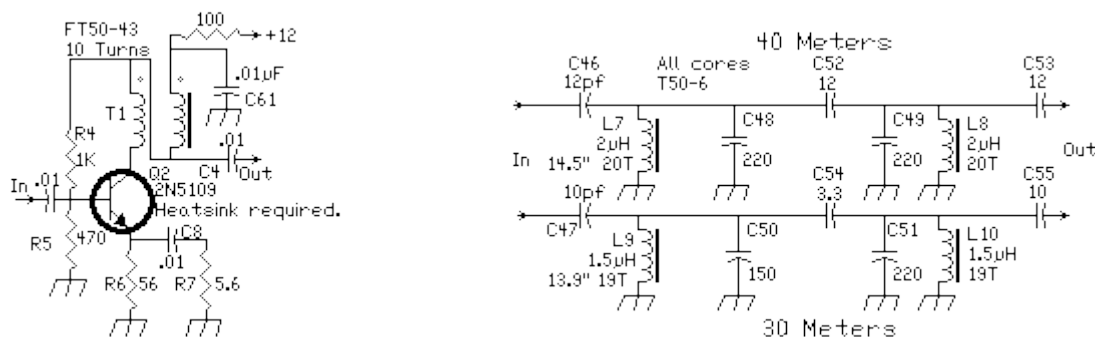 FT50-43
10 Turns
100
+12
.01µF
C61
T1
R4
1K
.01
C4
Out
Q2
2N5109
Heatsink required.
In
.01
R5
470
C8
.01
R6
56
R7
5.6
40 Meters
C46
12pf
All cores
T50-6
C52
12
C53
12
L7
2µH
20T
14.5"
In
C48
220
C49
220
L8
2µH
20T
Out
10pf
C47
C54
3.3
C55
10
L9
1.5µH
13.9" 19T
C50
150
C51
220
L10
1.5µH
19T
30 Meters